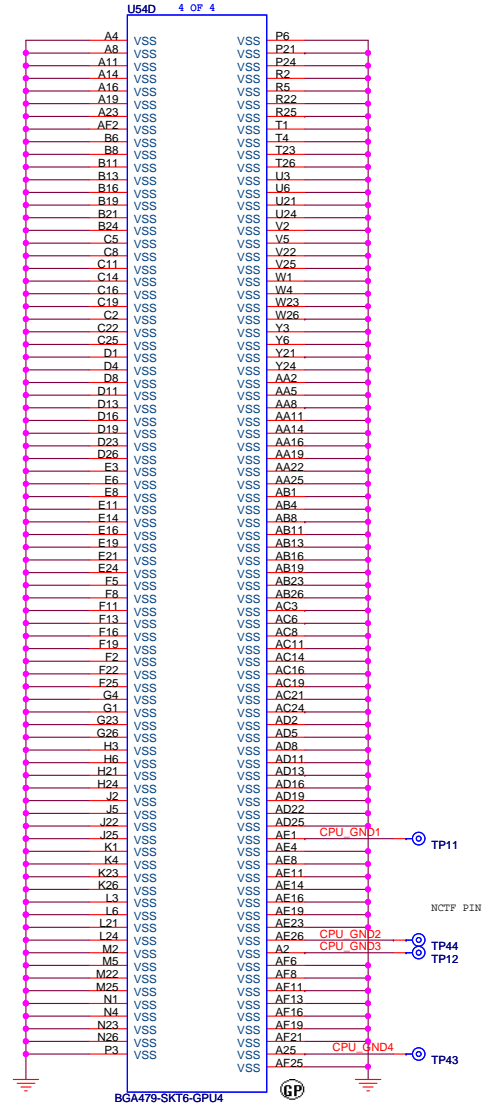 U54D 4 OF 4
A4 VSS VSS P6
A8 VSS VSS P21
A11 VSS VSS P24
A14 VSS VSS R2
A16 VSS VSS R5
A19 VSS VSS R22
A23 VSS VSS R25
AF2 VSS VSS T1
B6 VSS VSS T4
B8 VSS VSS T23
B11 VSS VSS T26
B13 VSS VSS U3
B16 VSS VSS U6
B19 VSS VSS U21
B21 VSS VSS U24
B24 VSS VSS V2
C5 VSS VSS V5
C8 VSS VSS V22
C11 VSS VSS V25
C14 VSS VSS W1
C16 VSS VSS W4
C19 VSS VSS W23
C2 VSS VSS W26
C22 VSS VSS Y3
C25 VSS VSS Y6
D1 VSS VSS Y21
D4 VSS VSS Y24
D8 VSS VSS AA2
D11 VSS VSS AA5
D13 VSS VSS AA8
D16 VSS VSS AA11
D19 VSS VSS AA14
D23 VSS VSS AA16
D26 VSS VSS AA19
E3 VSS VSS AA22
E6 VSS VSS AA25
E8 VSS VSS AB1
E11 VSS VSS AB4
E14 VSS VSS AB8
E16 VSS VSS AB11
E19 VSS VSS AB13
E21 VSS VSS AB16
E24 VSS VSS AB19
F5 VSS VSS AB23
F8 VSS VSS AB26
F11 VSS VSS AC3
F13 VSS VSS AC6
F16 VSS VSS AC8
F19 VSS VSS AC11
F2 VSS VSS AC14
F22 VSS VSS AC16
F25 VSS VSS AC19
G4 VSS VSS AC21
G1 VSS VSS AC24
G23 VSS VSS AD2
G26 VSS VSS AD5
H3 VSS VSS AD8
H6 VSS VSS AD11
H21 VSS VSS AD13
H24 VSS VSS AD16
J2 VSS VSS AD19
J5 VSS VSS AD22
J22 VSS VSS AD25
J25 VSS VSS AE1 CPU_GND1 TP11
K1 VSS VSS AE4
K4 VSS VSS AE8
K23 VSS VSS AE11
K26 VSS VSS AE14
L3 VSS VSS AE16
L6 VSS VSS AE19 NCTF PIN
L21 VSS VSS AE23
L24 VSS VSS AE26 CPU_GND2 TP44
M2 VSS VSS A2 CPU_GND3 TP12
M5 VSS VSS AF6
M22 VSS VSS AF8
M25 VSS VSS AF11
N1 VSS VSS AF13
N4 VSS VSS AF16
N23 VSS VSS AF19
N26 VSS VSS AF21
P3 VSS VSS A25 CPU_GND4 TP43
VSS AF25
BGA479-SKT6-GPU4 GP